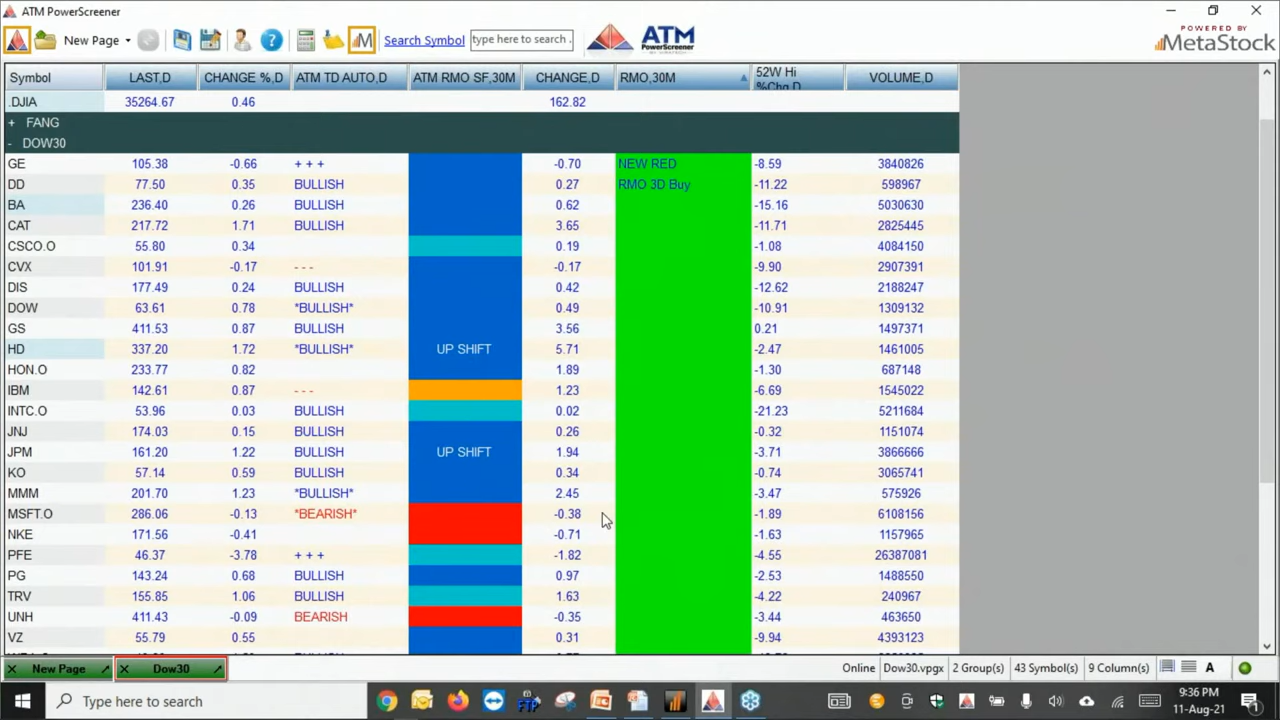 ATM PowerScreener
New Page Search Symbol type here to search . ATM PowerScreener POWERED BY MetaStock
Symbol LAST,D CHANGE %,D ATM TD AUTO,D ATM RMO SF,30M CHANGE,D RMO,30M 52W Hi %Chg,D VOLUME,D
.DJIA 35264.67 0.46 162.82
+ FANG
- DOW30
GE 105.38 -0.66 + + + -0.70 NEW RED -8.59 3840826
DD 77.50 0.35 BULLISH 0.27 RMO 3D Buy -11.22 598967
BA 236.40 0.26 BULLISH 0.62 -15.16 5030630
CAT 217.72 1.71 BULLISH 3.65 -11.71 2825445
CSCO.O 55.80 0.34 0.19 -1.08 4084150
CVX 101.91 -0.17 - - - -0.17 -9.90 2907391
DIS 177.49 0.24 BULLISH 0.42 -12.62 2188247
DOW 63.61 0.78 *BULLISH* 0.49 -10.91 1309132
GS 411.53 0.87 BULLISH 3.56 0.21 1497371
HD 337.20 1.72 *BULLISH* UP SHIFT 5.71 -2.47 1461005
HON.O 233.77 0.82 1.89 -1.30 687148
IBM 142.61 0.87 - - - 1.23 -6.69 1545022
INTC.O 53.96 0.03 BULLISH 0.02 -21.23 5211684
JNJ 174.03 0.15 BULLISH 0.26 -0.32 1151074
JPM 161.20 1.22 BULLISH UP SHIFT 1.94 -3.71 3866666
KO 57.14 0.59 BULLISH 0.34 -0.74 3065741
MMM 201.70 1.23 *BULLISH* 2.45 -3.47 575926
MSFT.O 286.06 -0.13 *BEARISH* -0.38 -1.89 6108156
NKE 171.56 -0.41 -0.71 -1.63 1157965
PFE 46.37 -3.78 + + + -1.82 -4.55 26387081
PG 143.24 0.68 BULLISH 0.97 -2.53 1488550
TRV 155.85 1.06 BULLISH 1.63 -4.22 240967
UNH 411.43 -0.09 BEARISH -0.35 -3.44 463650
VZ 55.79 0.55 0.31 -9.94 4393123
New Page Dow30 Online Dow30.vpgx 2 Group(s) 43 Symbol(s) 9 Column(s) A
Type here to search FTP 9:36 PM
11-Aug-21